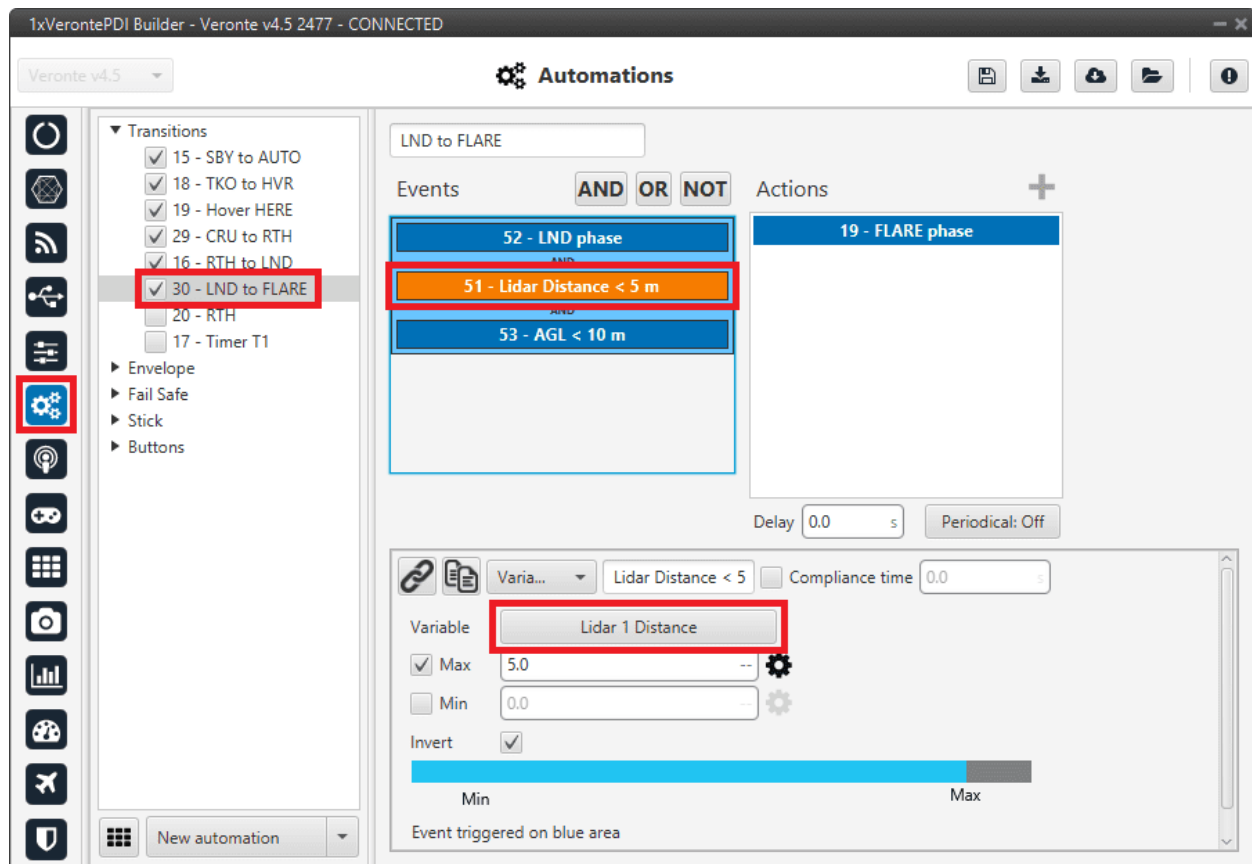 1xVerontePDI Builder - Veronte v4.5 2477 - CONNECTED
Veronte v4.5
Automations
Transitions
15 - SBY to AUTO
18 - TKO to HVR
19 - Hover HERE
29 - CRU to RTH
16 - RTH to LND
30 - LND to FLARE
20 - RTH
17 - Timer T1
Envelope
Fail Safe
Stick
Buttons
New automation
LND to FLARE
Events AND OR NOT Actions
52 - LND phase
AND
51 - Lidar Distance < 5 m
AND
53 - AGL < 10 m
19 - FLARE phase
Delay 0.0 s Periodical: Off
Varia... Lidar Distance < 5 Compliance time 0.0 s
Variable Lidar 1 Distance
Max 5.0 --
Min 0.0 --
Invert
Min Max
Event triggered on blue area